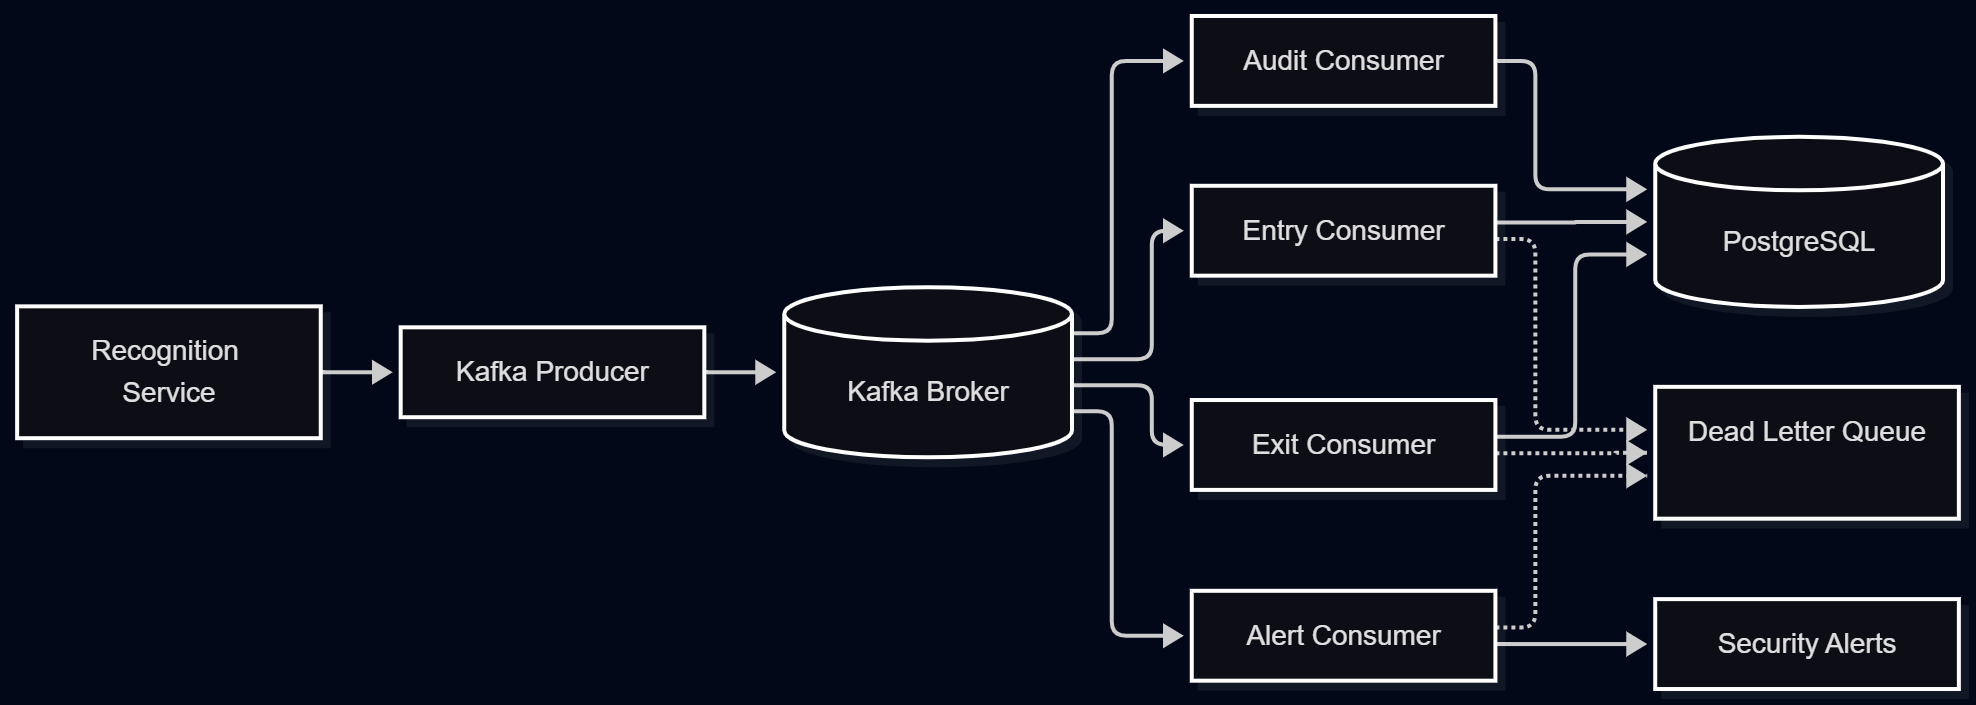 Recognition
Service
Kafka Producer
Kafka Broker
Audit Consumer
Entry Consumer
Exit Consumer
Alert Consumer
PostgreSQL
Dead Letter Queue
Security Alerts